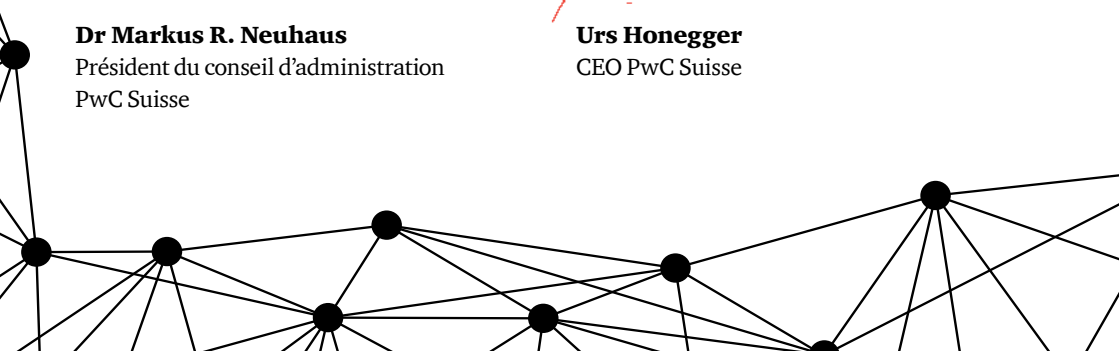 Dr Markus R. Neuhaus
Président du conseil d'administration
PwC Suisse
Urs Honegger
CEO PwC Suisse